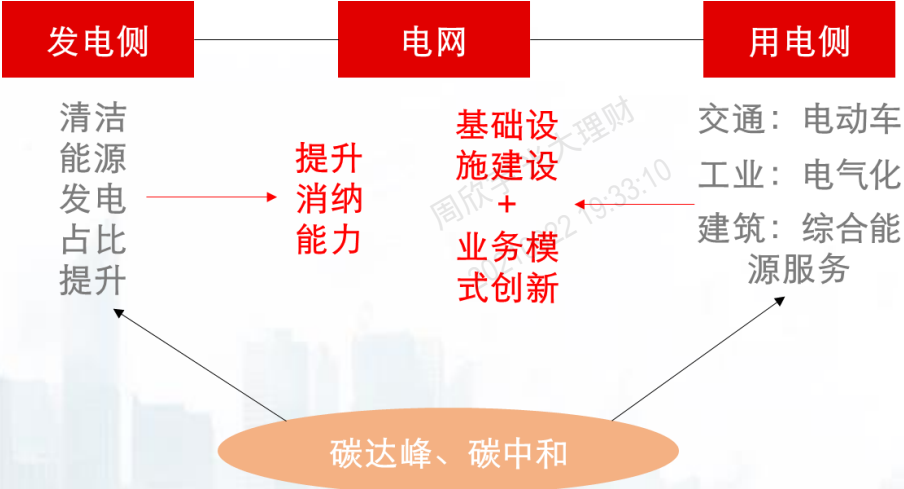 发电侧
电网
用电侧
清洁
能源
发电
占比
提升
提升
消纳
能力
基础设
施建设
+
业务模
式创新
交通：电动车
工业：电气化
建筑：综合能
源服务
碳达峰、碳中和